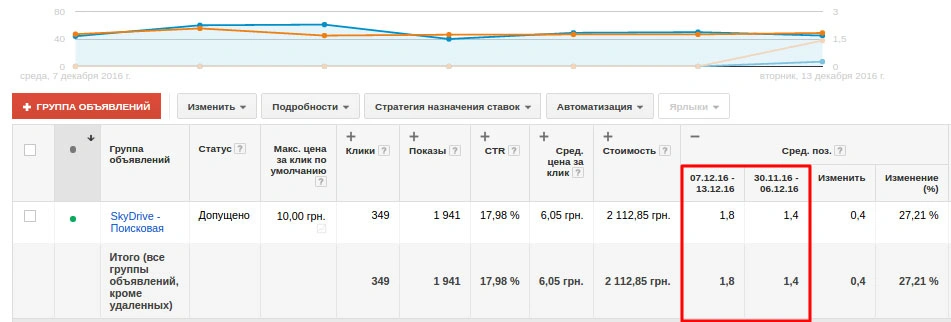 80
3
40
1,5
0
0
среда, 7 декабря 2016 г.
вторник, 13 декабря 2016 г.
+ ГРУППА ОБЪЯВЛЕНИЙ
Изменить
Подробности
Стратегия назначения ставок
Автоматизация
Ярлыки
Группа объявлений
Статус ?
Макс. цена за клик по умолчанию ?
Клики ?
Показы ?
CTR ?
Сред. цена за клик ?
Стоимость ?
Сред. поз. ?
07.12.16 - 13.12.16
30.11.16 - 06.12.16
Изменить
Изменение (%)
SkyDrive - Поисковая
Допущено
10,00 грн.
349
1 941
17,98 %
6,05 грн.
2 112,85 грн.
1,8
1,4
0,4
27,21 %
Итого (все группы объявлений, кроме удаленных)
349
1 941
17,98 %
6,05 грн.
2 112,85 грн.
1,8
1,4
0,4
27,21 %